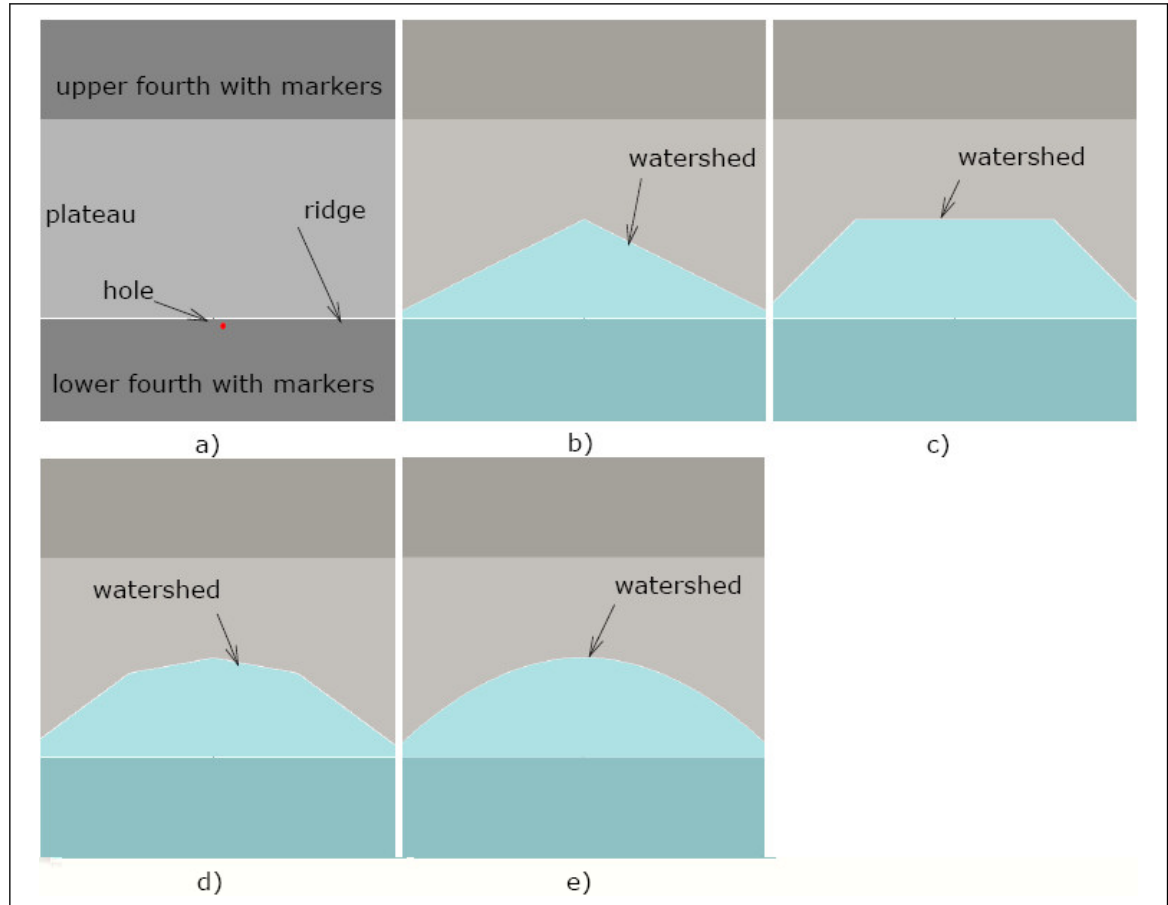 upper fourth with markers
plateau
ridge
hole
lower fourth with markers
a)
watershed
b)
watershed
c)
watershed
d)
watershed
e)